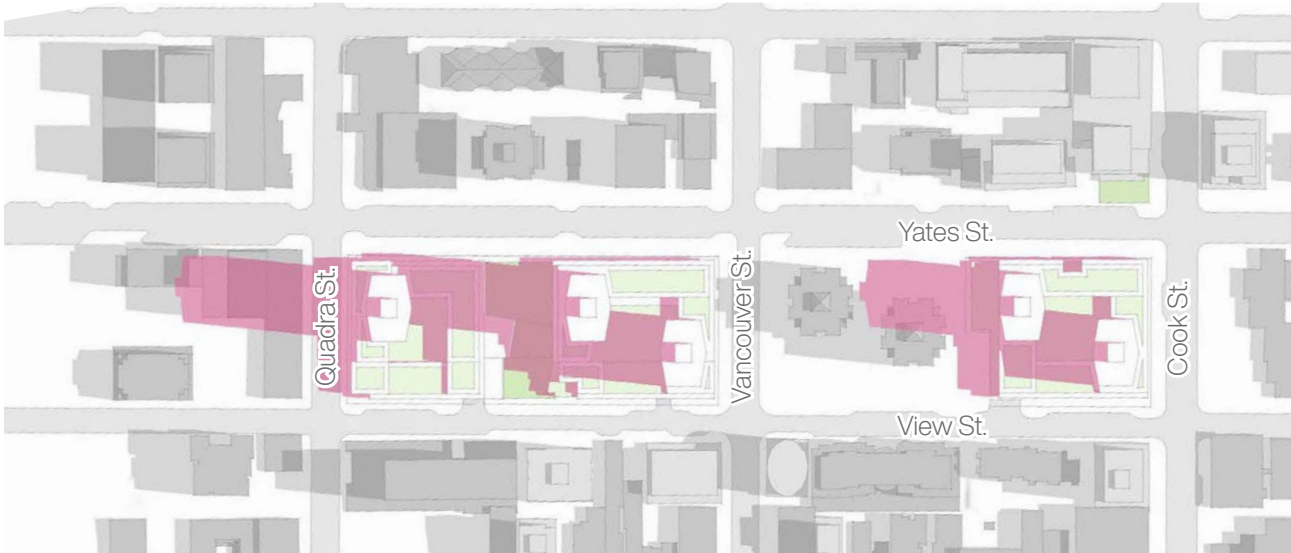 Yates St.
Quadra St.
Vancouver St.
Cook St.
View St.